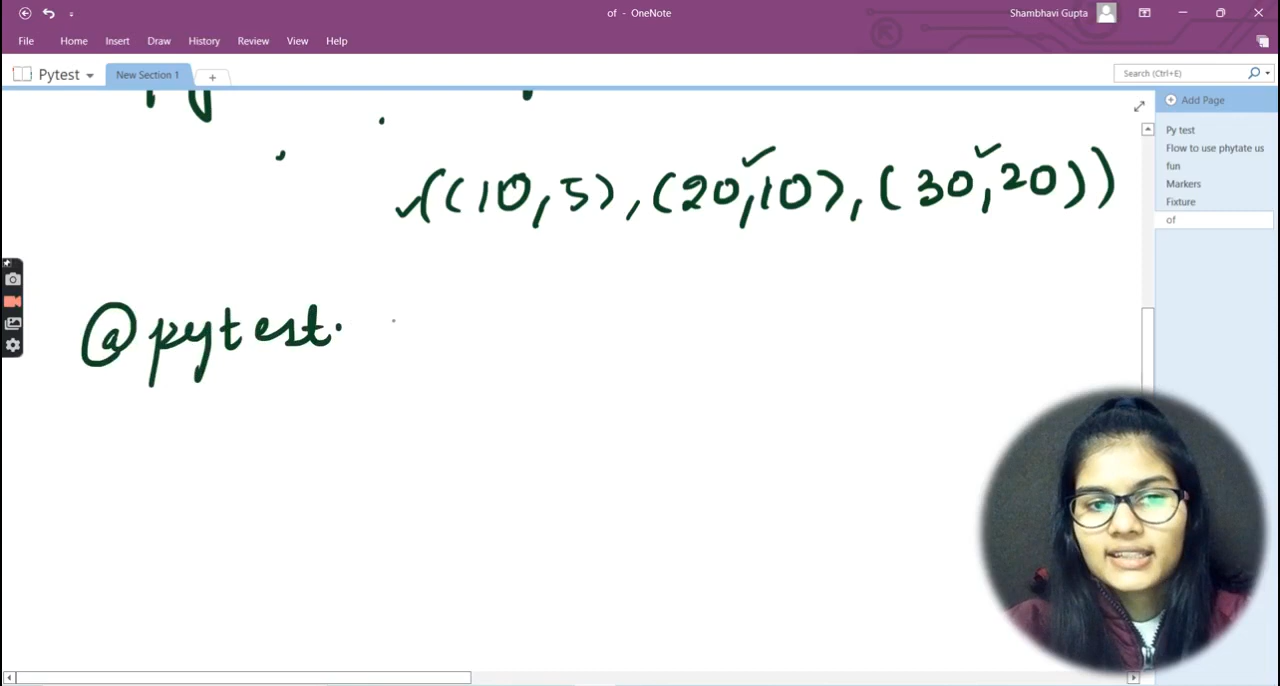 of - OneNote
Shambhavi Gupta
File Home Insert Draw History Review View Help
Pytest
New Section 1
+
Search (Ctrl+E)
Add Page
Py test
Flow to use phytate us
fun
Markers
Fixture
of
((10,5),(20,10),(30,20))
@pytest.